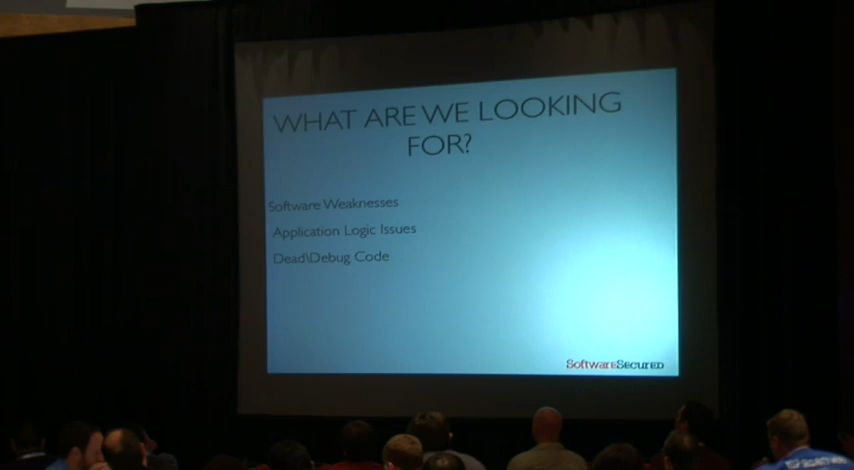 WHAT ARE WE LOOKING
FOR?
Software Weaknesses
Application Logic Issues
Dead\Debug Code
SoftwareSecured